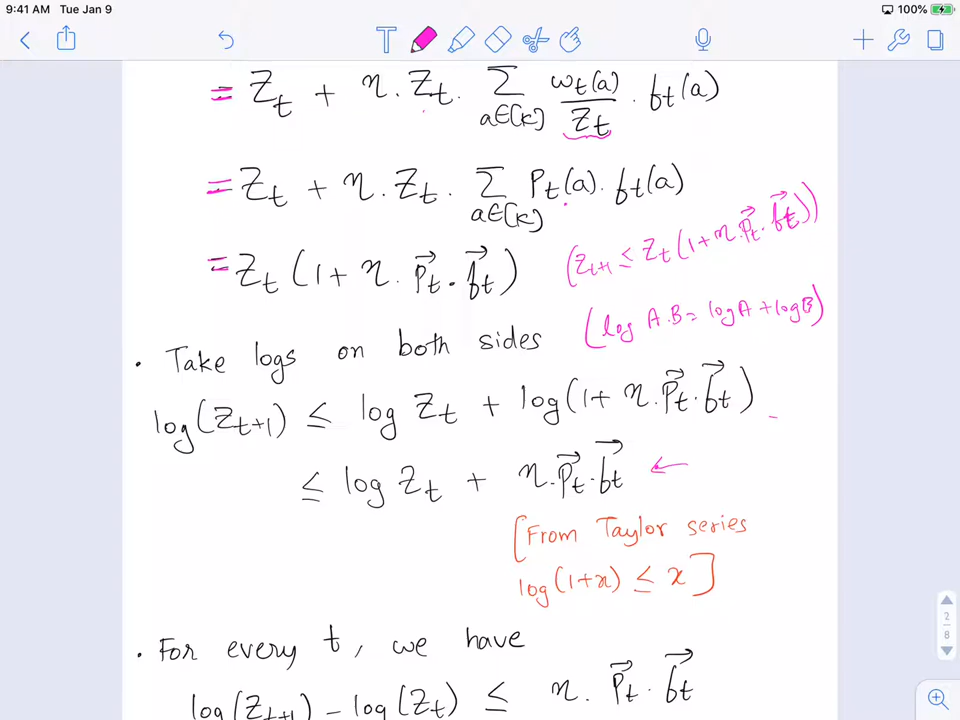 9:41 AM Tue Jan 9
100%
T
= Z_t + η. Z_t. Σ_{a∈[K]} w_t(a)/Z_t . f_t(a)
= Z_t + η. Z_t. Σ_{a∈[K]} P_t(a). f_t(a)
= Z_t (1 + η. P⃗_t . f⃗_t)
(Z_{t+1} ≤ Z_t (1 + η. P⃗_t . f⃗_t))
(log A.B = log A + log B)
• Take logs on both sides
log(Z_{t+1}) ≤ log Z_t + log(1 + η. P⃗_t . f⃗_t)
≤ log Z_t + η. P⃗_t . f⃗_t ←
[From Taylor series
log(1+x) ≤ x]
• For every t, we have
log(Z_{t+1}) - log(Z_t) ≤ η. P⃗_t . f⃗_t
2
8